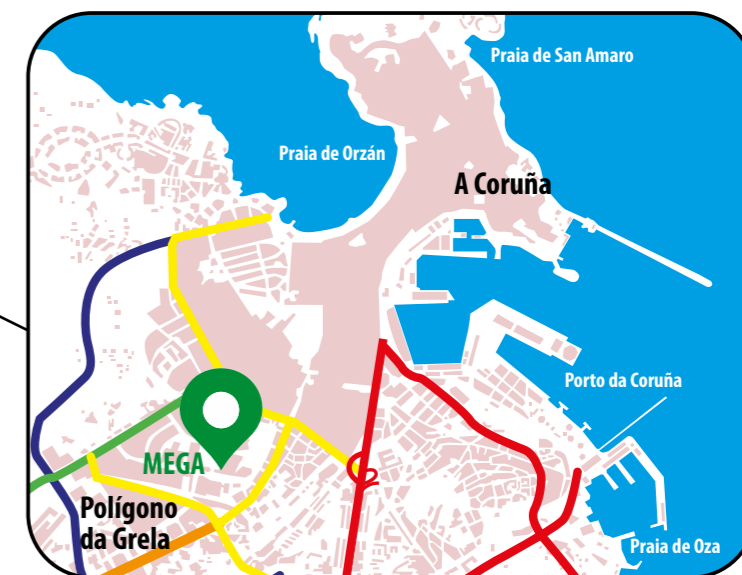 Praia de San Amaro
Praia de Orzán
A Coruña
Porto da Coruña
MEGA
Polígono
da Grela
Praia de Oza